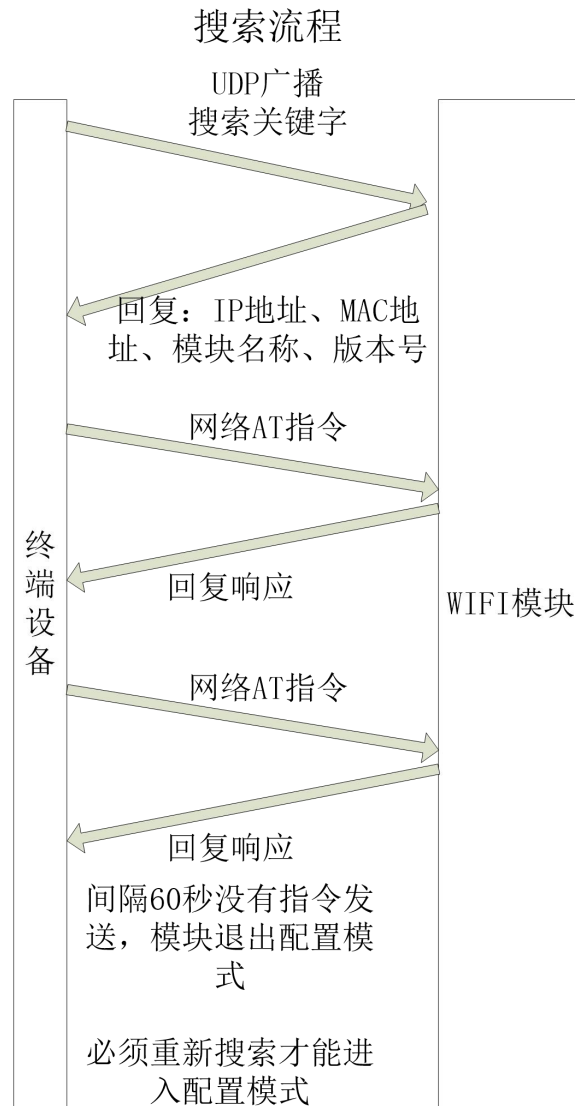 搜索流程
UDP广播
搜索关键字
回复：IP地址、MAC地
址、模块名称、版本号
网络AT指令
回复响应
终端设备
WIFI模块
网络AT指令
回复响应
间隔60秒没有指令发
送，模块退出配置模
式
必须重新搜索才能进
入配置模式